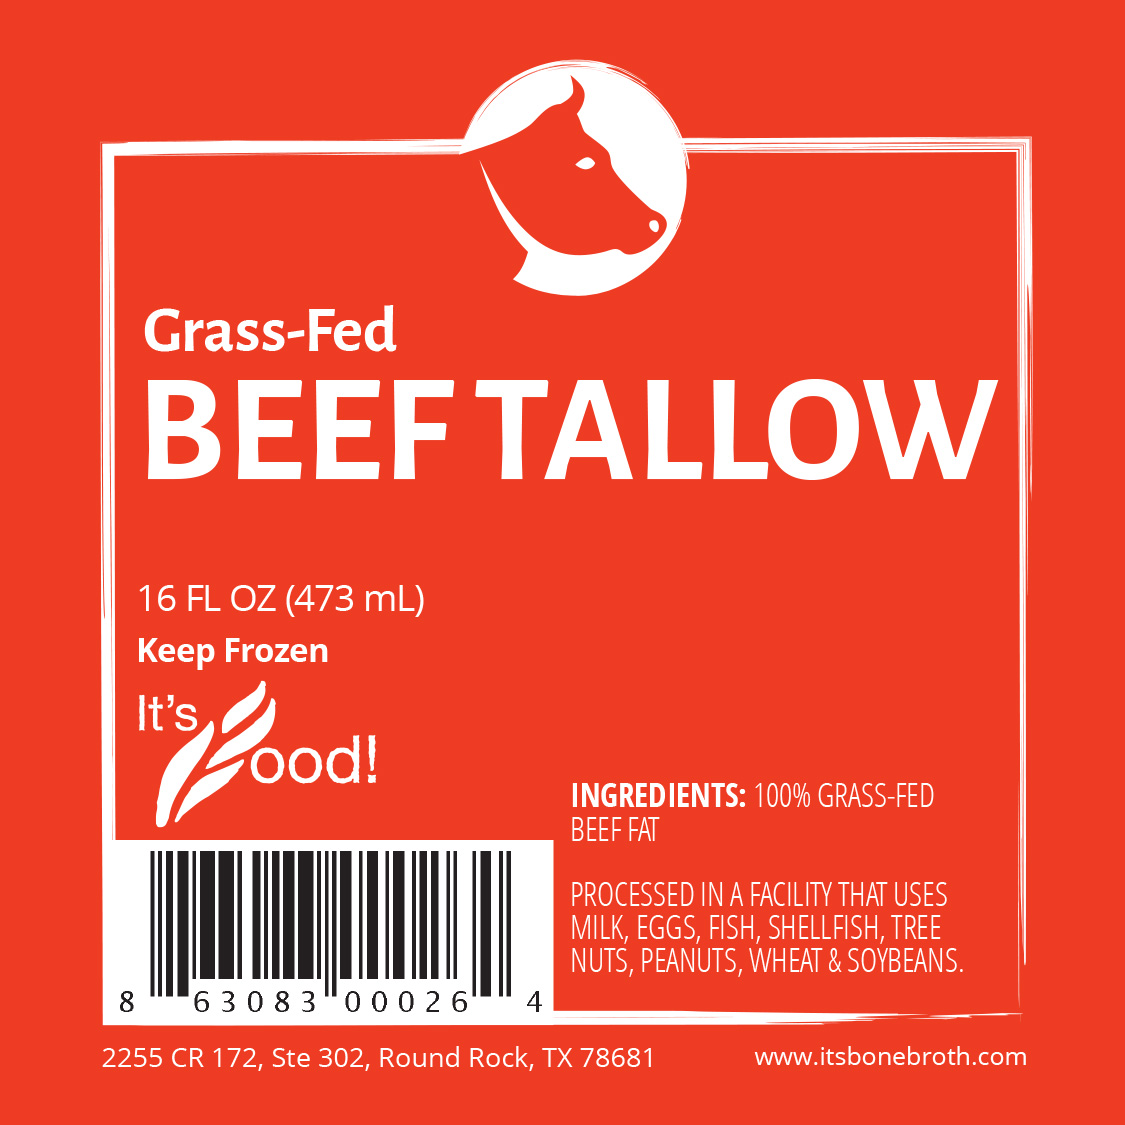 Grass-Fed
BEEF TALLOW
16 FL OZ (473 mL)
Keep Frozen
It's
Food!
INGREDIENTS: 100% GRASS-FED
BEEF FAT
PROCESSED IN A FACILITY THAT USES
MILK, EGGS, FISH, SHELLFISH, TREE
NUTS, PEANUTS, WHEAT & SOYBEANS.
8 63083 00026 4
2255 CR 172, Ste 302, Round Rock, TX 78681
www.itsbonebroth.com